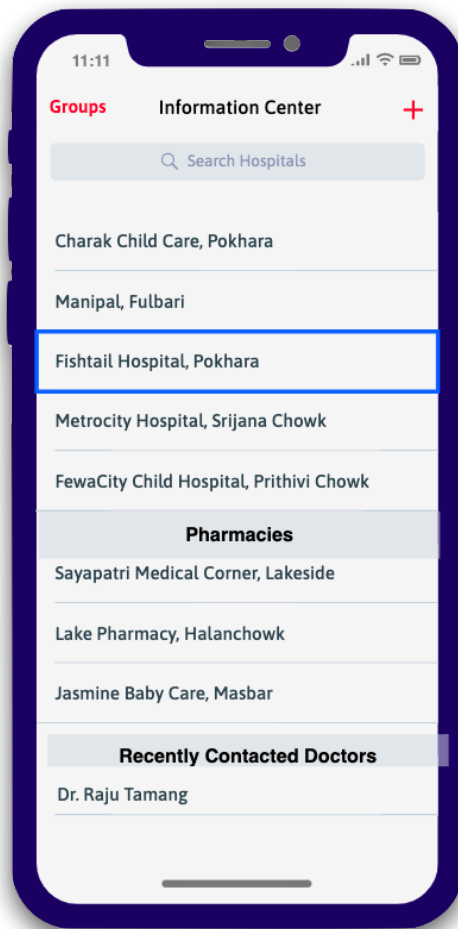 11:11
Groups Information Center +
Search Hospitals
Charak Child Care, Pokhara
Manipal, Fulbari
Fishtail Hospital, Pokhara
Metrocity Hospital, Srijana Chowk
FewaCity Child Hospital, Prithivi Chowk
Pharmacies
Sayapatri Medical Corner, Lakeside
Lake Pharmacy, Halanchowk
Jasmine Baby Care, Masbar
Recently Contacted Doctors
Dr. Raju Tamang